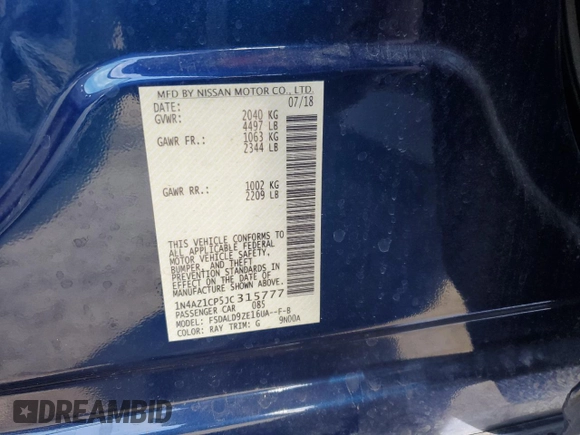 MFD BY NISSAN MOTOR CO., LTD.
DATE: 07/18
GVWR: 2040 KG
4497 LB
GAWR FR.: 1063 KG
2344 LB
GAWR RR.: 1002 KG
2209 LB
THIS VEHICLE CONFORMS TO
ALL APPLICABLE FEDERAL
MOTOR VEHICLE SAFETY,
BUMPER, AND THEFT
PREVENTION STANDARDS IN
EFFECT ON THE DATE OF
MANUFACTURE SHOWN ABOVE.
1N4AZ1CP5JC315777
PASSENGER CAR 085
MODEL: FSDALD9ZE16UA--F-B
COLOR: RAY TRIM: G 9N00A
DREAMBID